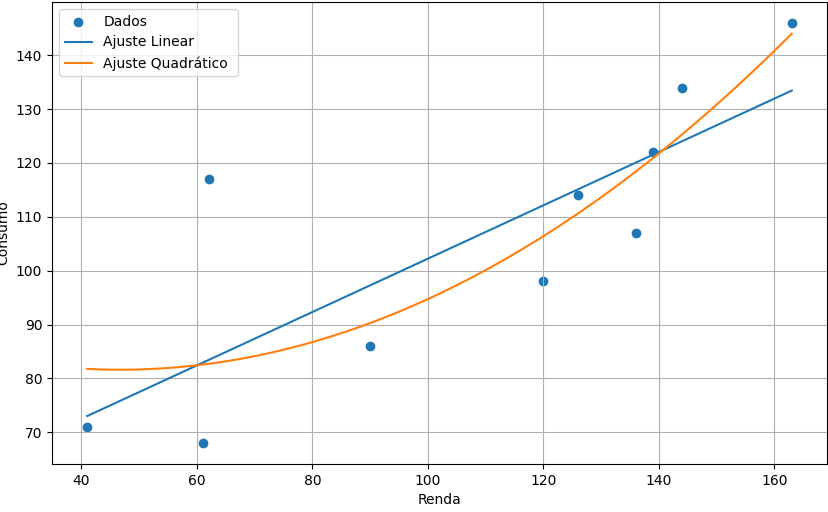 Dados
Ajuste Linear
Ajuste Quadrático
140
130
120
110
100
90
80
70
Consumo
40 60 80 100 120 140 160
Renda